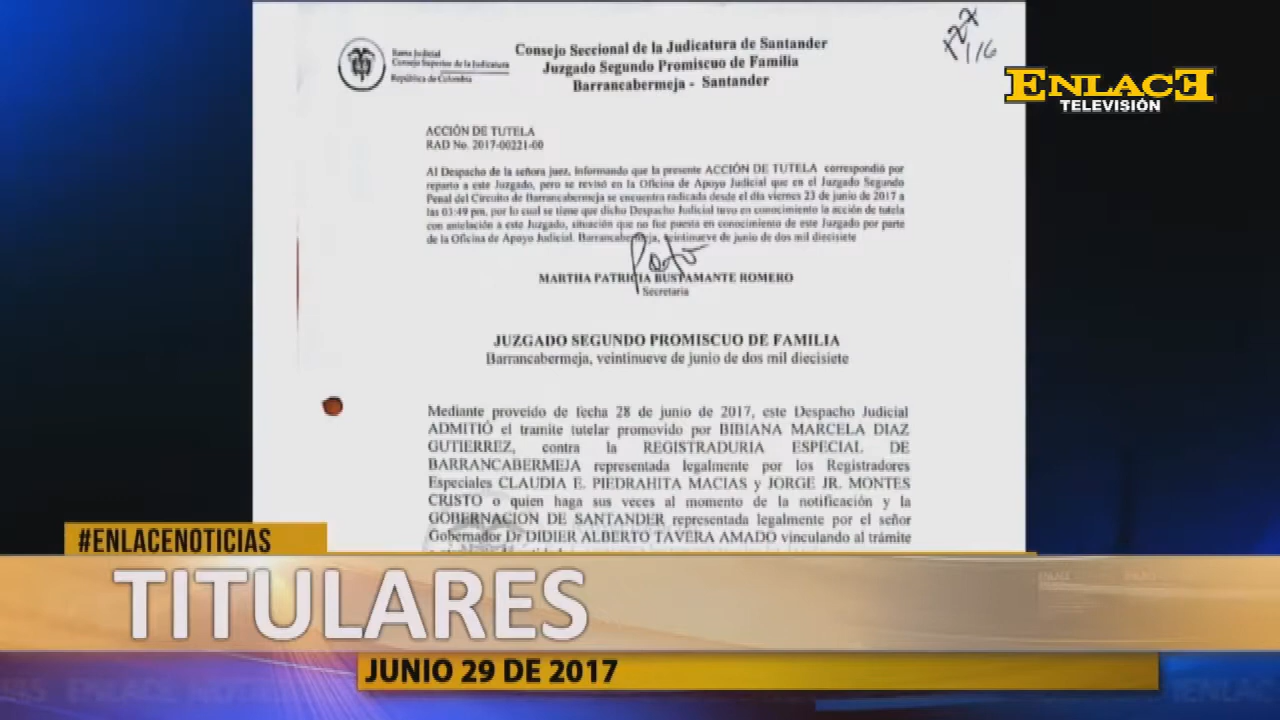 Rama Judicial
Consejo Superior de la Judicatura
República de Colombia
Consejo Seccional de la Judicatura de Santander
Juzgado Segundo Promiscuo de Familia
Barrancabermeja - Santander
ENLACE
TELEVISIÓN
ACCIÓN DE TUTELA
RAD No. 2017-00221-00
Al Despacho de la señora juez, informando que la presente ACCIÓN DE TUTELA correspondió por
reparto a este Juzgado, pero se revisó en la Oficina de Apoyo Judicial que en el Juzgado Segundo
Penal del Circuito de Barrancabermeja se encuentra radicada desde el día viernes 23 de junio de 2017 a
las 03:49 pm, por lo cual se tiene que dicho Despacho Judicial tuvo en conocimiento la acción de tutela
con antelación a este Juzgado, situación que no fue puesta en conocimiento de este Juzgado por parte
de la Oficina de Apoyo Judicial. Barrancabermeja, veintinueve de junio de dos mil diecisiete
MARTHA PATRICIA BUSTAMANTE ROMERO
Secretaria
JUZGADO SEGUNDO PROMISCUO DE FAMILIA
Barrancabermeja, veintinueve de junio de dos mil diecisiete
Mediante proveido de fecha 28 de junio de 2017, este Despacho Judicial
ADMITIÓ el tramite tutelar promovido por BIBIANA MARCELA DIAZ
GUTIERREZ, contra la REGISTRADURIA ESPECIAL DE
BARRANCABERMEJA representada legalmente por los Registradores
Especiales CLAUDIA E. PIEDRAHITA MACIAS y JORGE JR. MONTES
CRISTO o quien haga sus veces al momento de la notificación y la
GOBERNACION DE SANTANDER representada legalmente por el señor
Gobernador Dr DIDIER ALBERTO TAVERA AMADO vinculando al trámite
#ENLACENOTICIAS
TITULARES
JUNIO 29 DE 2017